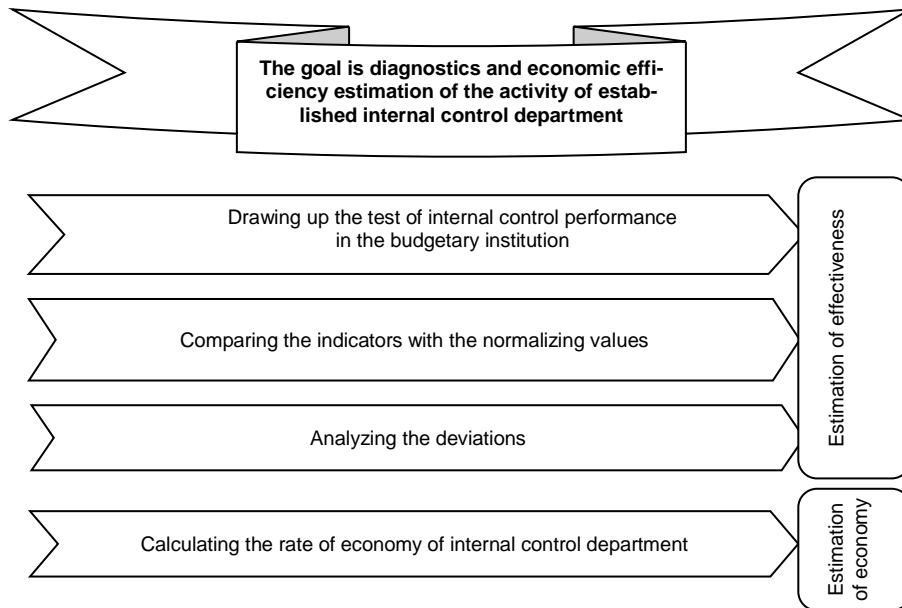 The goal is diagnostics and economic effi-
ciency estimation of the activity of estab-
lished internal control department
Drawing up the test of internal control performance
in the budgetary institution
Comparing the indicators with the normalizing values
Analyzing the deviations
Estimation of effectiveness
Calculating the rate of economy of internal control department
Estimation
of economy